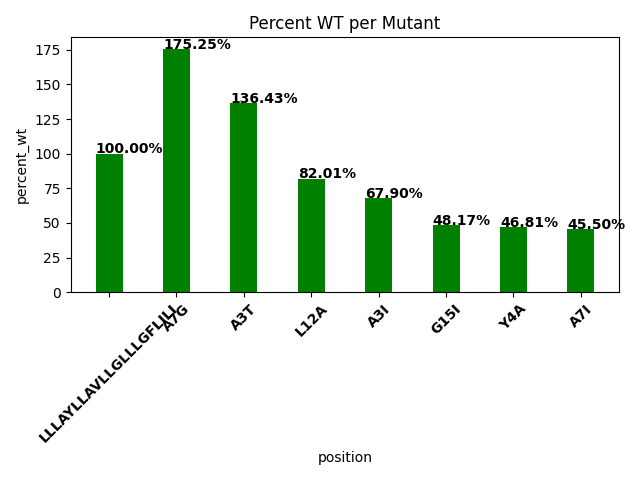 Percent WT per Mutant
175.25%
136.43%
100.00%
82.01%
67.90%
48.17%
46.81%
45.50%
175
150
125
100
75
50
25
0
percent_wt
LLLAYLLAVLLGLLLGFLILI
A7G
A3T
L12A
A3I
G15I
Y4A
A7I
position